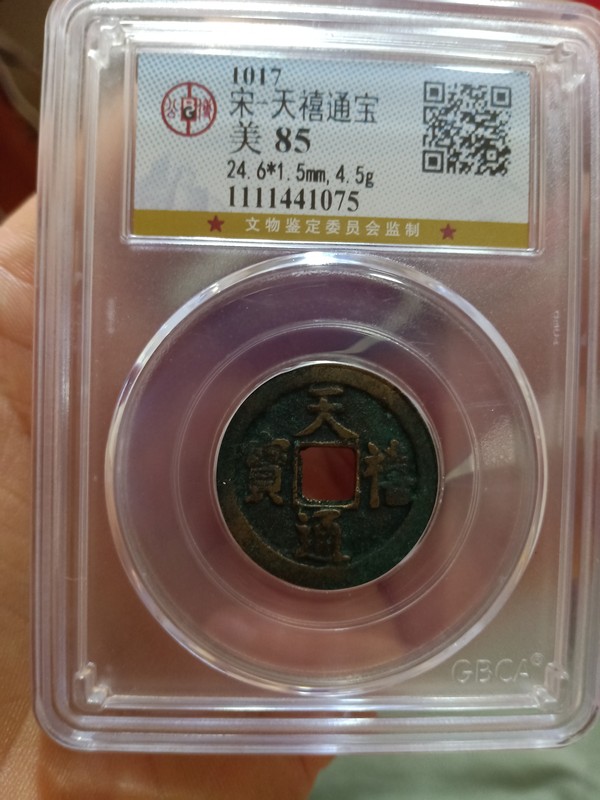 1017
宋-天禧通宝
美 85
24.6*1.5mm,4.5g
1111441075
★ 文物鉴定委员会监制 ★
天
寶 禧
通
GBCA®